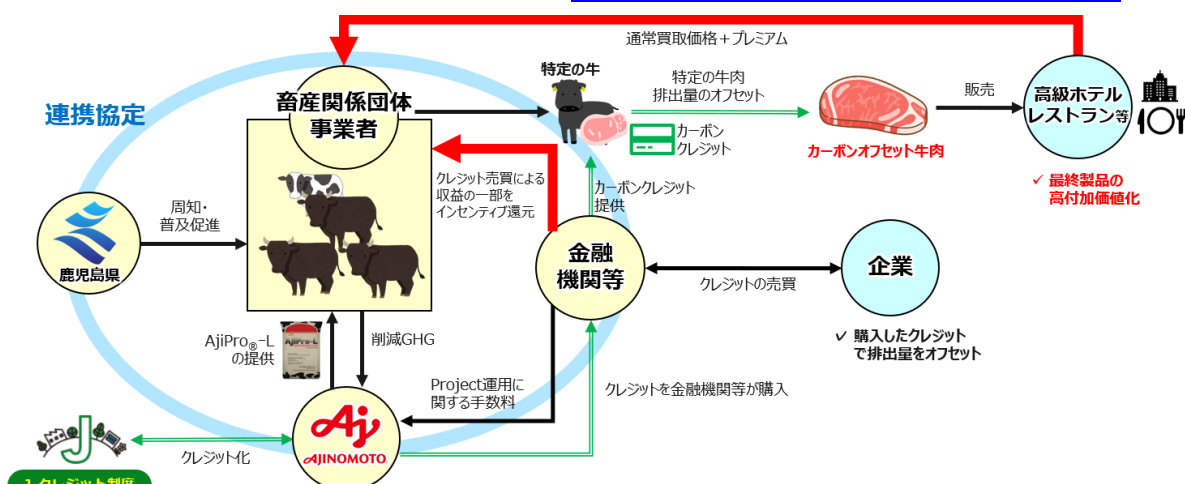 通常買取価格+プレミアム
連携協定
畜産関係団体
事業者
特定の牛
特定の牛肉
排出量のオフセット
カーボン
クレジット
カーボンオフセット牛肉
販売
高級ホテル
レストラン等
✓ 最終製品の
高付加価値化
クレジット売買による
収益の一部を
インセンティブ還元
カーボンクレジット
提供
周知・
普及促進
鹿児島県
金融
機関等
クレジットの売買
企業
✓ 購入したクレジット
で排出量をオフセット
AjiPro®-L
の提供
AjiPro-L
削減GHG
Project運用に
関する手数料
クレジットを金融機関等が購入
クレジット化
Aj
AJINOMOTO
J
J-クレジット制度